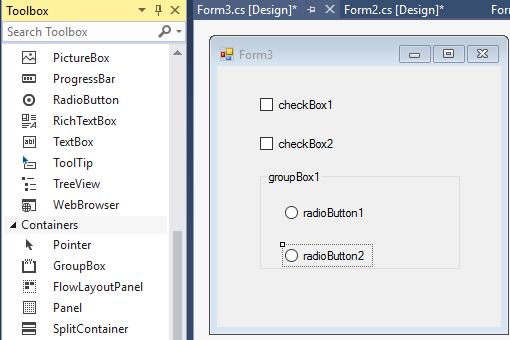 Toolbox
Search Toolbox
PictureBox
ProgressBar
RadioButton
RichTextBox
TextBox
ToolTip
TreeView
WebBrowser
Containers
Pointer
GroupBox
FlowLayoutPanel
Panel
SplitContainer
Form3.cs [Design]*
Form2.cs [Design]*
Form3
checkBox1
checkBox2
groupBox1
radioButton1
radioButton2